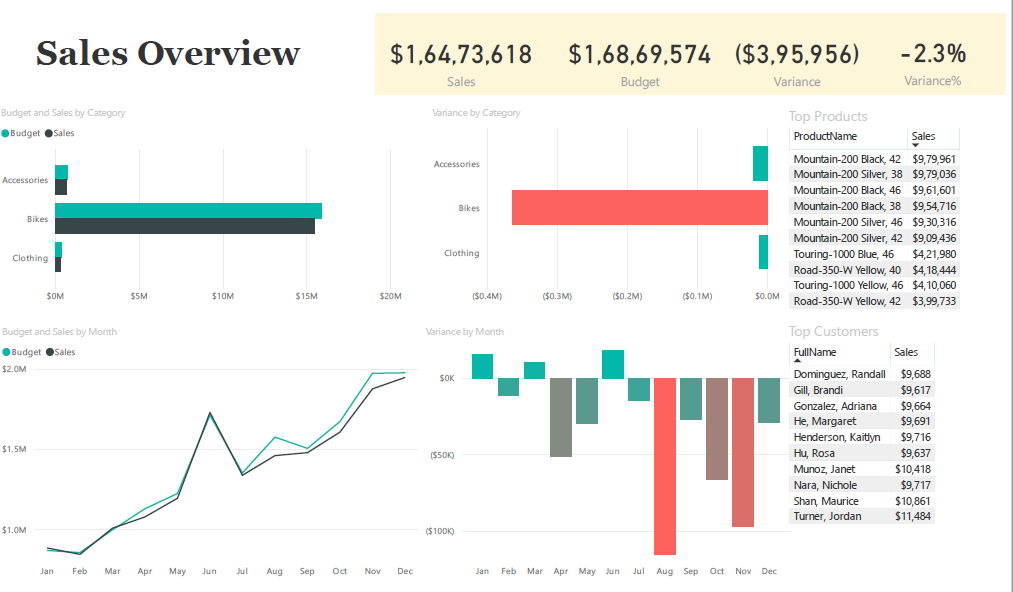 Sales Overview
$1,64,73,618 $1,68,69,574 ($3,95,956) -2.3%
Sales Budget Variance Variance%
Budget and Sales by Category
Budget Sales
Accessories
Bikes
Clothing
$0M $5M $10M $15M $20M
Variance by Category
Accessories
Bikes
Clothing
($0.4M) ($0.3M) ($0.2M) ($0.1M) $0.0M
Top Products
ProductName Sales
Mountain-200 Black, 42 $9,79,961
Mountain-200 Silver, 38 $9,79,036
Mountain-200 Black, 46 $9,61,601
Mountain-200 Black, 38 $9,54,716
Mountain-200 Silver, 46 $9,30,316
Mountain-200 Silver, 42 $9,09,436
Touring-1000 Blue, 46 $4,21,980
Road-350-W Yellow, 40 $4,18,444
Touring-1000 Yellow, 46 $4,10,060
Road-350-W Yellow, 42 $3,99,733
Budget and Sales by Month
Budget Sales
$2.0M
$1.5M
$1.0M
Jan Feb Mar Apr May Jun Jul Aug Sep Oct Nov Dec
Variance by Month
$0K
($50K)
($100K)
Jan Feb Mar Apr May Jun Jul Aug Sep Oct Nov Dec
Top Customers
FullName Sales
Dominguez, Randall $9,688
Gill, Brandi $9,617
Gonzalez, Adriana $9,664
He, Margaret $9,691
Henderson, Kaitlyn $9,716
Hu, Rosa $9,637
Munoz, Janet $10,418
Nara, Nichole $9,717
Shan, Maurice $10,861
Turner, Jordan $11,484